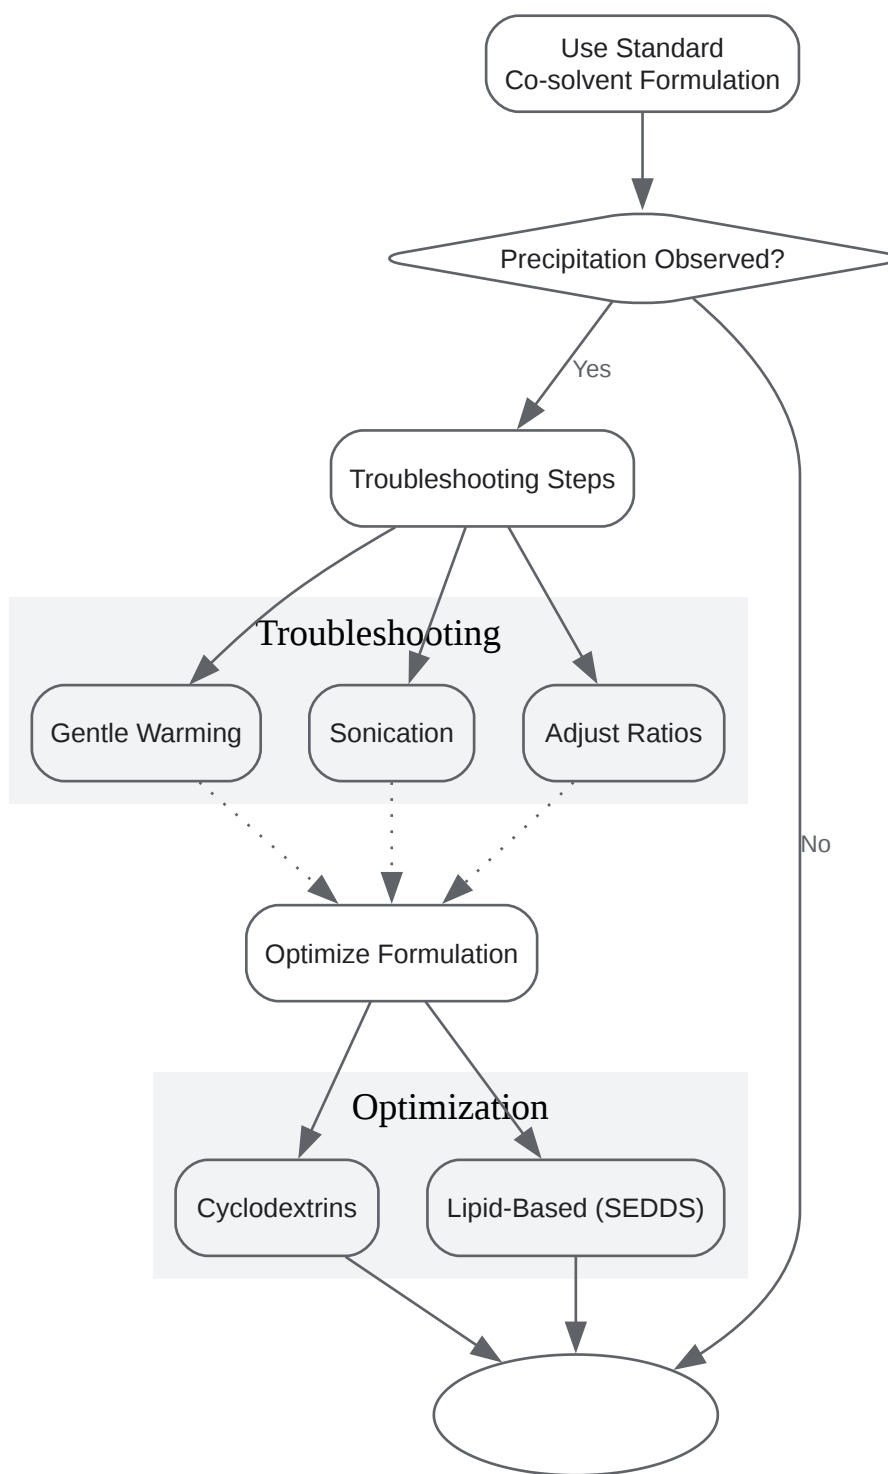 Use Standard
Co-solvent Formulation
Precipitation Observed?
Yes
Troubleshooting Steps
Troubleshooting
Gentle Warming
Sonication
Adjust Ratios
No
Optimize Formulation
Optimization
Cyclodextrins
Lipid-Based (SEDDS)